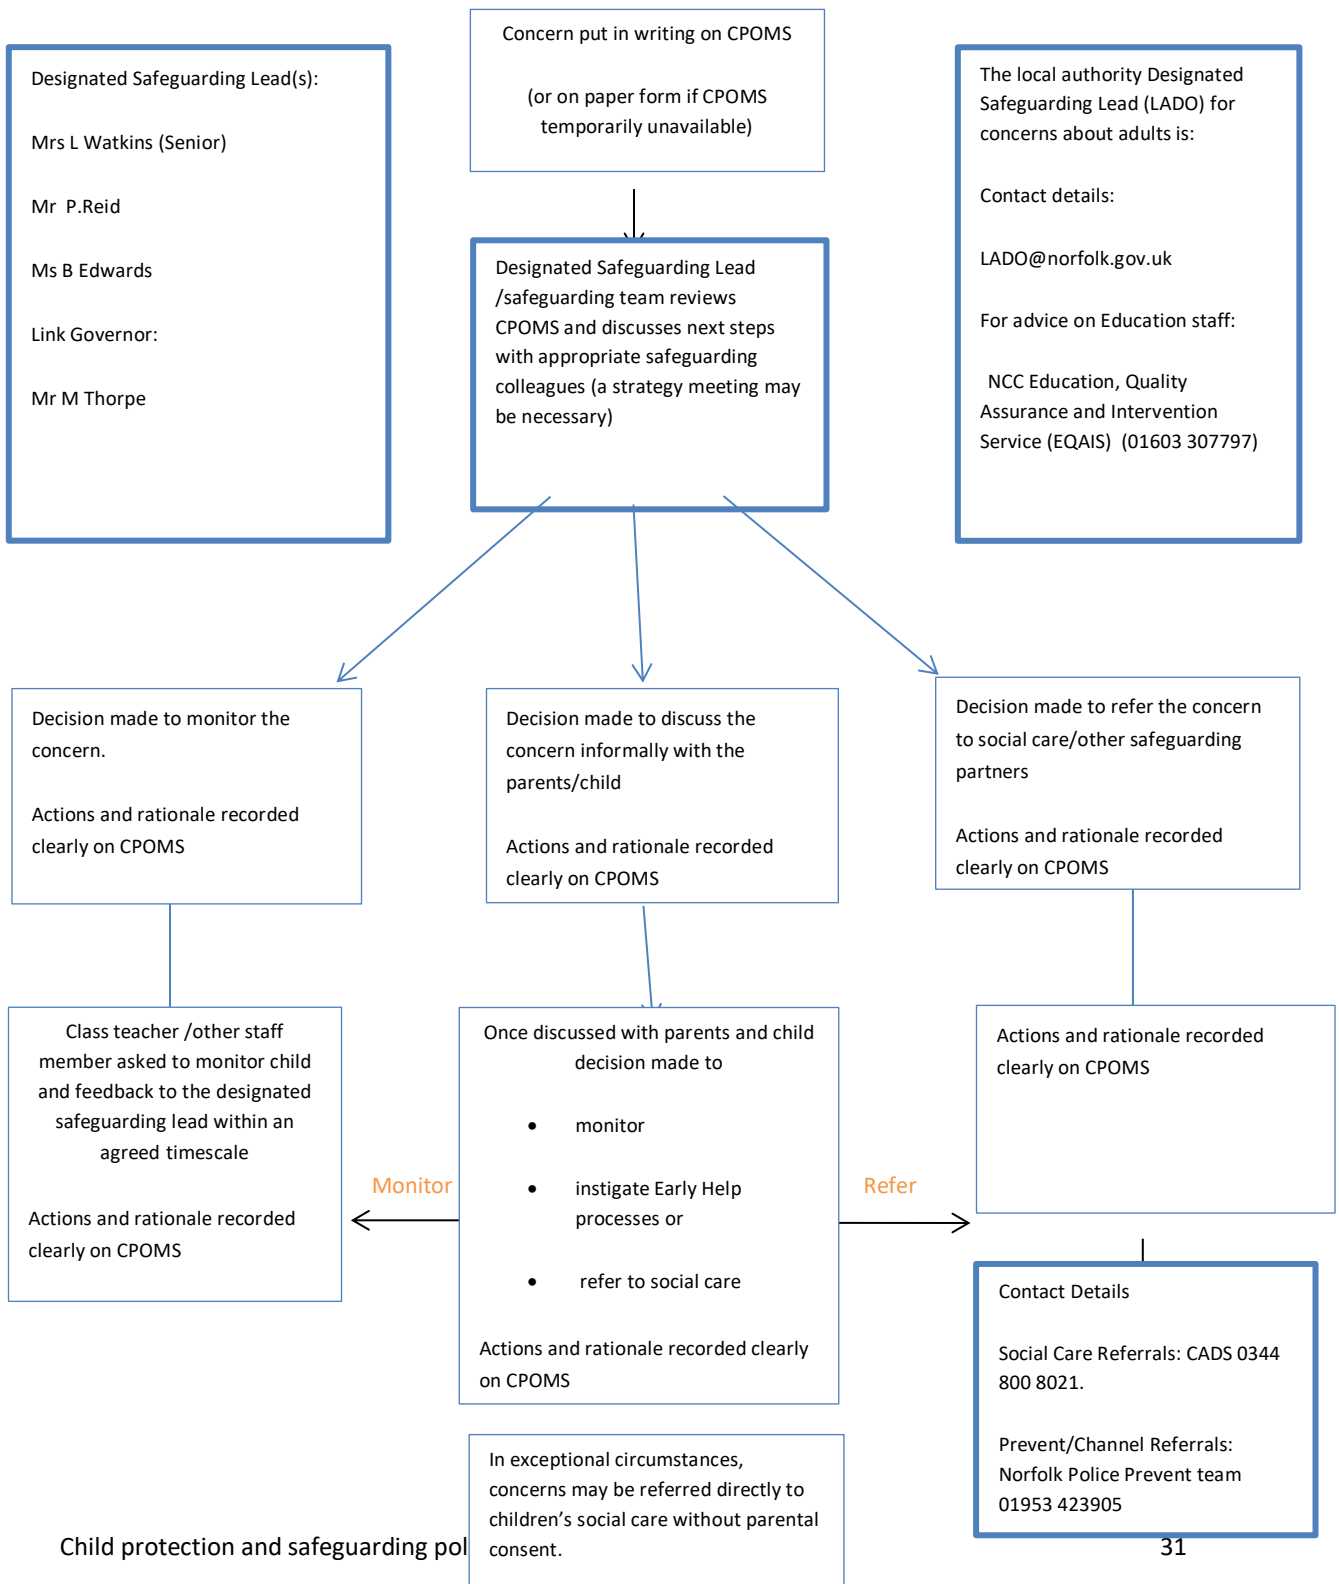 Concern put in writing on CPOMS
(or on paper form if CPOMS
temporarily unavailable)
Designated Safeguarding Lead(s):
Mrs L Watkins (Senior)
Mr  P.Reid
Ms B Edwards
Link Governor:
Mr M Thorpe
The local authority Designated
Safeguarding Lead (LADO) for
concerns about adults is:
Contact details:
LADO@norfolk.gov.uk
For advice on Education staff:
NCC Education, Quality
Assurance and Intervention
Service (EQAIS)  (01603 307797)
Designated Safeguarding Lead
/safeguarding team reviews
CPOMS and discusses next steps
with appropriate safeguarding
colleagues (a strategy meeting may
be necessary)
Decision made to monitor the
concern.
Actions and rationale recorded
clearly on CPOMS
Decision made to discuss the
concern informally with the
parents/child
Actions and rationale recorded
clearly on CPOMS
Decision made to refer the concern
to social care/other safeguarding
partners
Actions and rationale recorded
clearly on CPOMS
Class teacher /other staff
member asked to monitor child
and feedback to the designated
safeguarding lead within an
agreed timescale
Actions and rationale recorded
clearly on CPOMS
Monitor
Once discussed with parents and child
decision made to
• monitor
• instigate Early Help
processes or
• refer to social care
Actions and rationale recorded clearly
on CPOMS
Refer
Actions and rationale recorded
clearly on CPOMS
Contact Details
Social Care Referrals: CADS 0344
800 8021.
Prevent/Channel Referrals:
Norfolk Police Prevent team
01953 423905
In exceptional circumstances,
concerns may be referred directly to
children’s social care without parental
consent.
Child protection and safeguarding pol
31